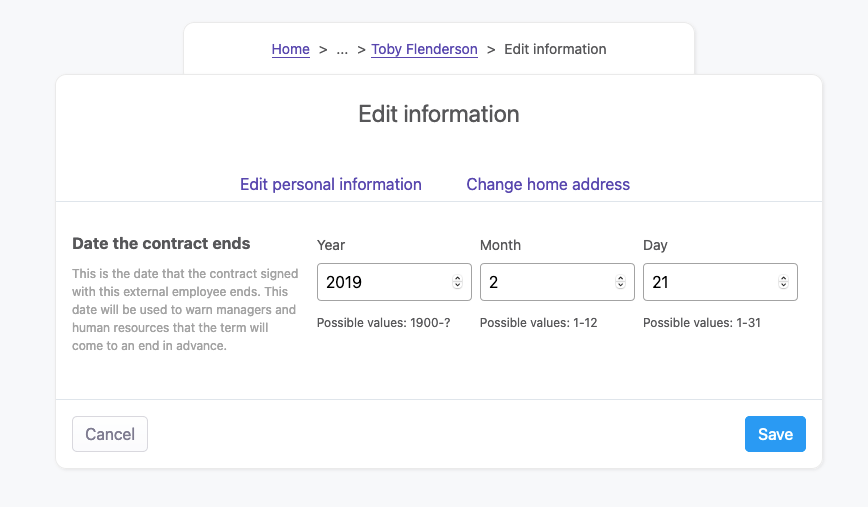 Home > ... > Toby Flenderson > Edit information
Edit information
Edit personal information Change home address
Date the contract ends
This is the date that the contract signed
with this external employee ends. This
date will be used to warn managers and
human resources that the term will
come to an end in advance.
Year Month Day
2019 2 21
Possible values: 1900-? Possible values: 1-12 Possible values: 1-31
Cancel Save